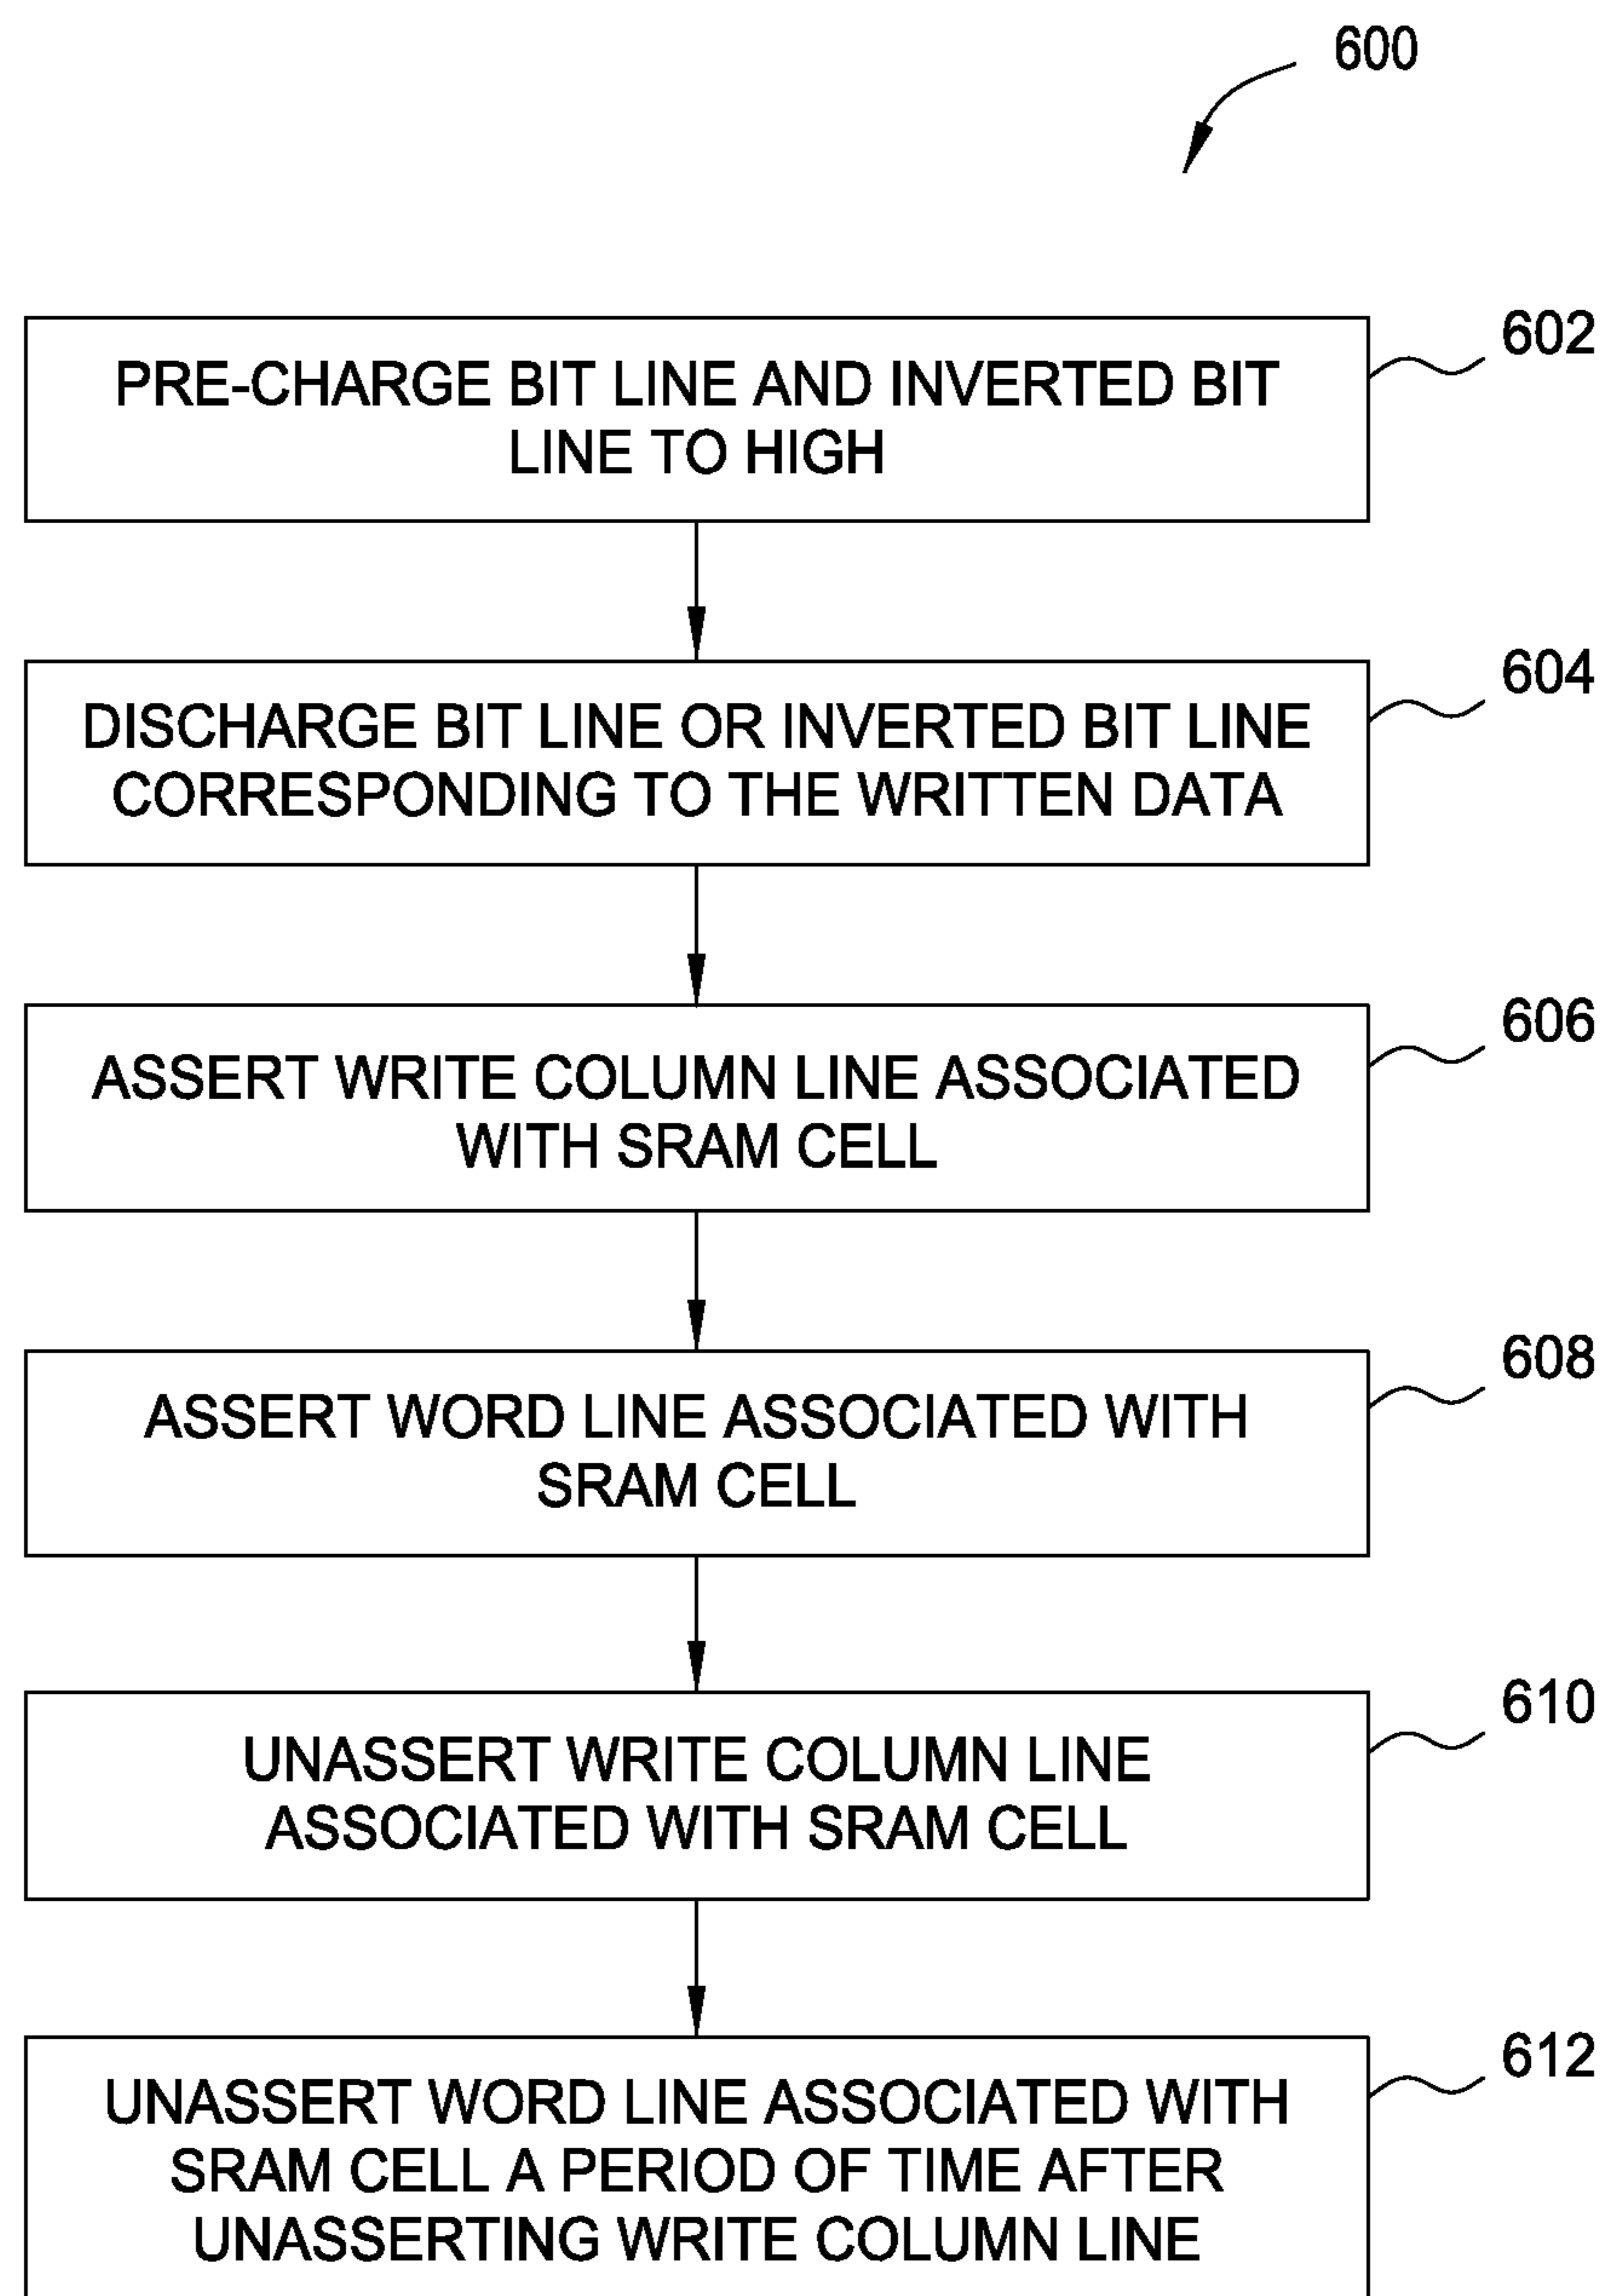 600
602
PRE-CHARGE BIT LINE AND INVERTED BIT
LINE TO HIGH
604
DISCHARGE BIT LINE OR INVERTED BIT LINE
CORRESPONDING TO THE WRITTEN DATA
606
ASSERT WRITE COLUMN LINE ASSOCIATED
WITH SRAM CELL
608
ASSERT WORD LINE ASSOCIATED WITH
SRAM CELL
610
UNASSERT WRITE COLUMN LINE
ASSOCIATED WITH SRAM CELL
612
UNASSERT WORD LINE ASSOCIATED WITH
SRAM CELL A PERIOD OF TIME AFTER
UNASSERTING WRITE COLUMN LINE